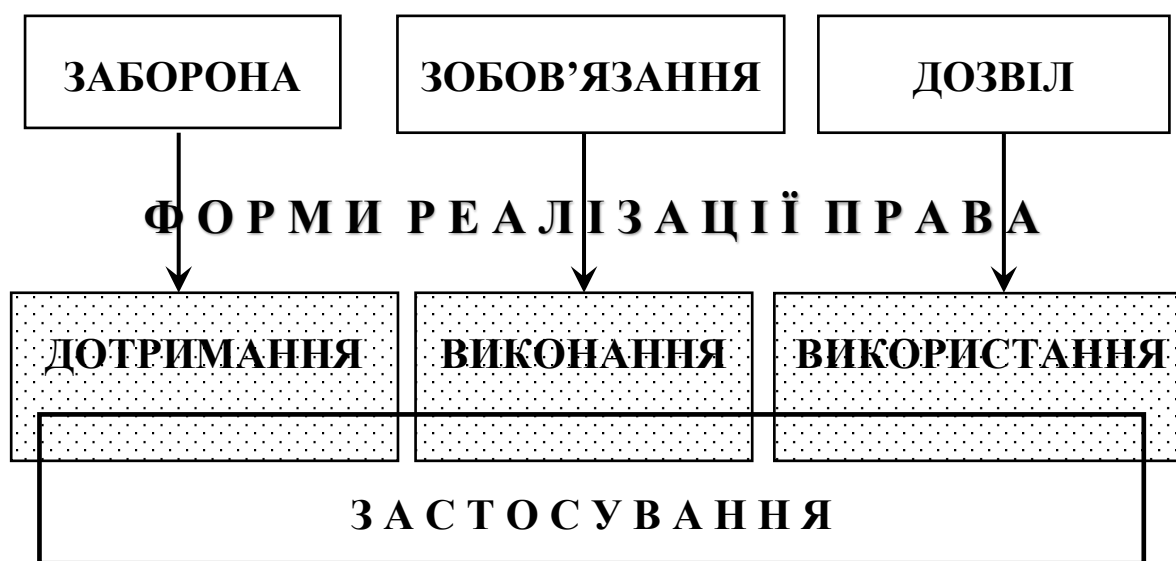 ЗАБОРОНА ЗОБОВ’ЯЗАННЯ ДОЗВІЛ
ФОРМИ РЕАЛІЗАЦІЇ ПРАВА
ДОТРИМАННЯ ВИКОНАННЯ ВИКОРИСТАННЯ
ЗАСТОСУВАННЯ